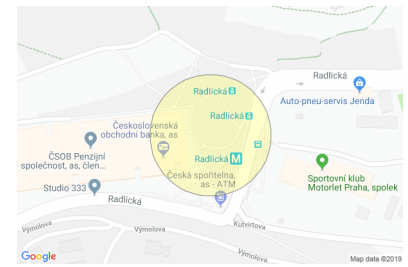 Radlická
Radlická
Auto-pneu-servis Jenda
Radlická
Československá
obchodní banka, as
ČSOB Penzijní
společnost, as, člen...
Radlická
M
Česká spořitelna,
as - ATM
Sportovní klub
Motorlet Praha, spolek
Studio 333
Radlická
Kutvirtova
Výmolova
Výmolova
Výmolova
Google
Map data ©2019